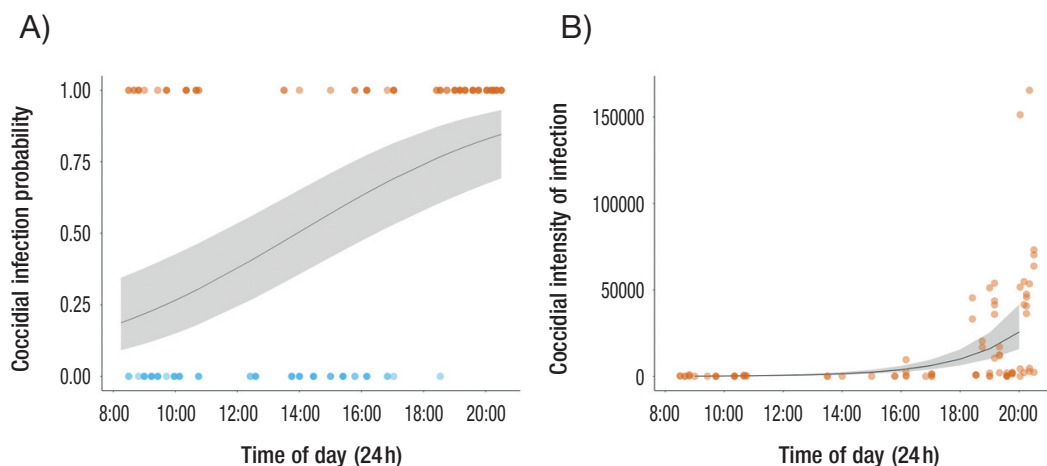 A)
Coccidial infection probability
1.00
0.75
0.50
0.25
0.00
8:00 10:00 12:00 14:00 16:00 18:00 20:00
Time of day (24h)
B)
Coccidial intensity of infection
150000
100000
50000
0
8:00 10:00 12:00 14:00 16:00 18:00 20:00
Time of day (24h)